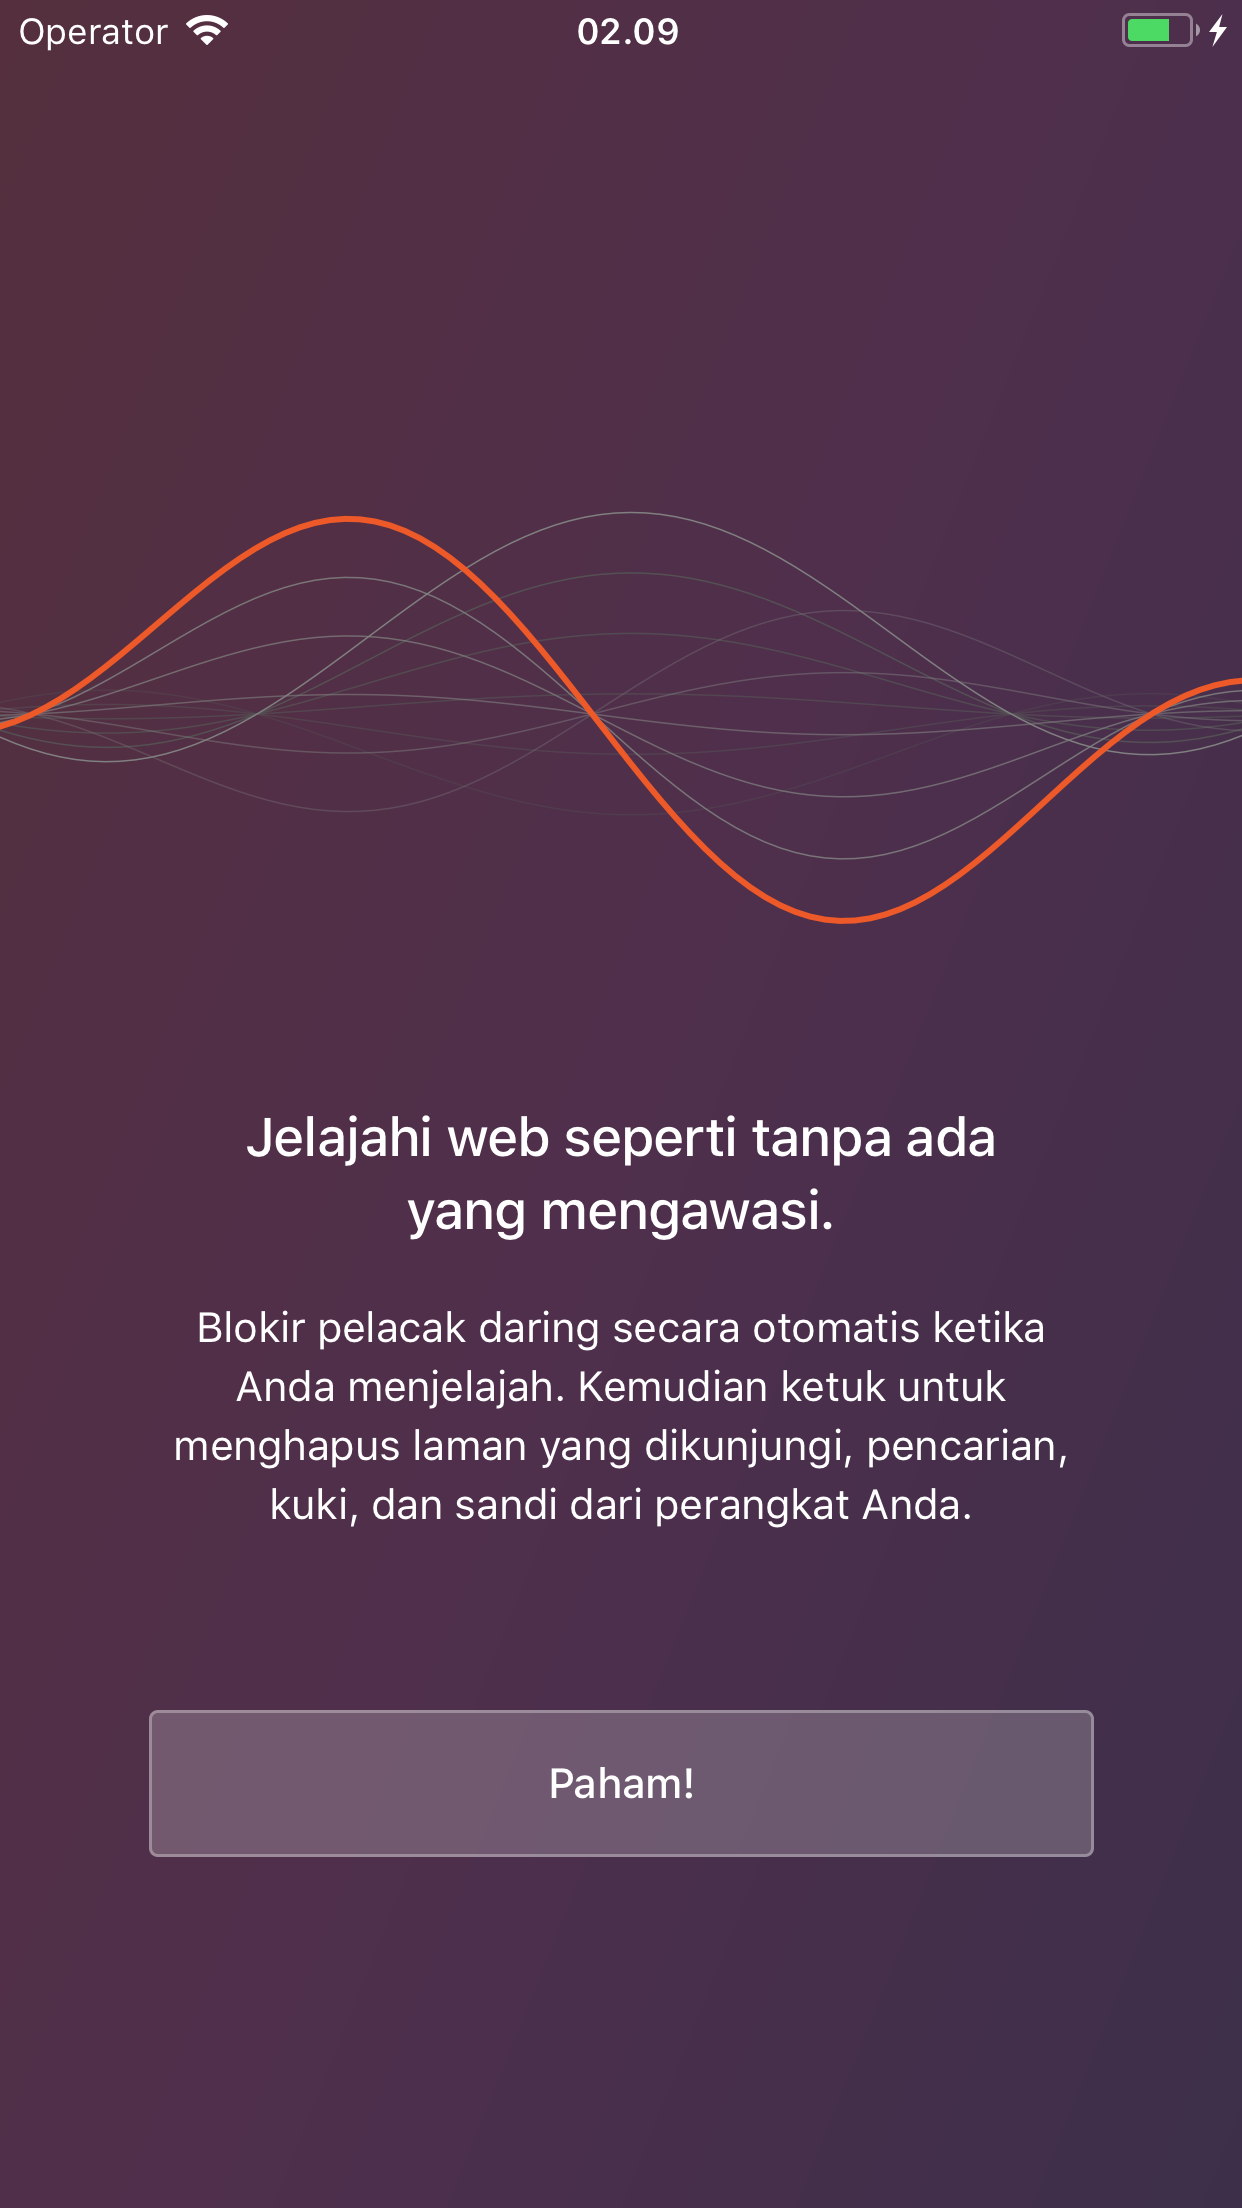 Operator
02.09
Jelajahi web seperti tanpa ada
yang mengawasi.
Blokir pelacak daring secara otomatis ketika
Anda menjelajah. Kemudian ketuk untuk
menghapus laman yang dikunjungi, pencarian,
kuki, dan sandi dari perangkat Anda.
Paham!